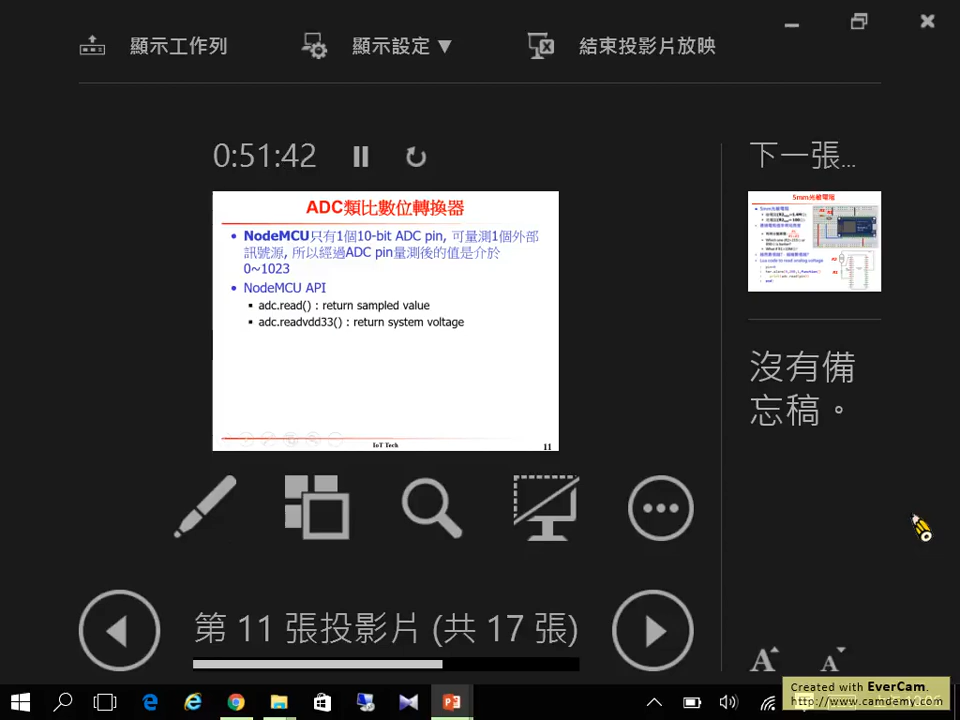 顯示工作列
顯示設定 ▼
結束投影片放映
0:51:42
下一張...
ADC類比數位轉換器
• NodeMCU只有1個10-bit ADC pin, 可量測1個外部
訊號源, 所以經過ADC pin量測後的值是介於
0~1023
• NodeMCU API
▪ adc.read() : return sampled value
▪ adc.readvdd33() : return system voltage
IoT Tech
11
5mm光敏電阻
沒有備
忘稿。
第 11 張投影片 (共 17 張)
A
A
Created with EverCam.
http://www.camdemy.com